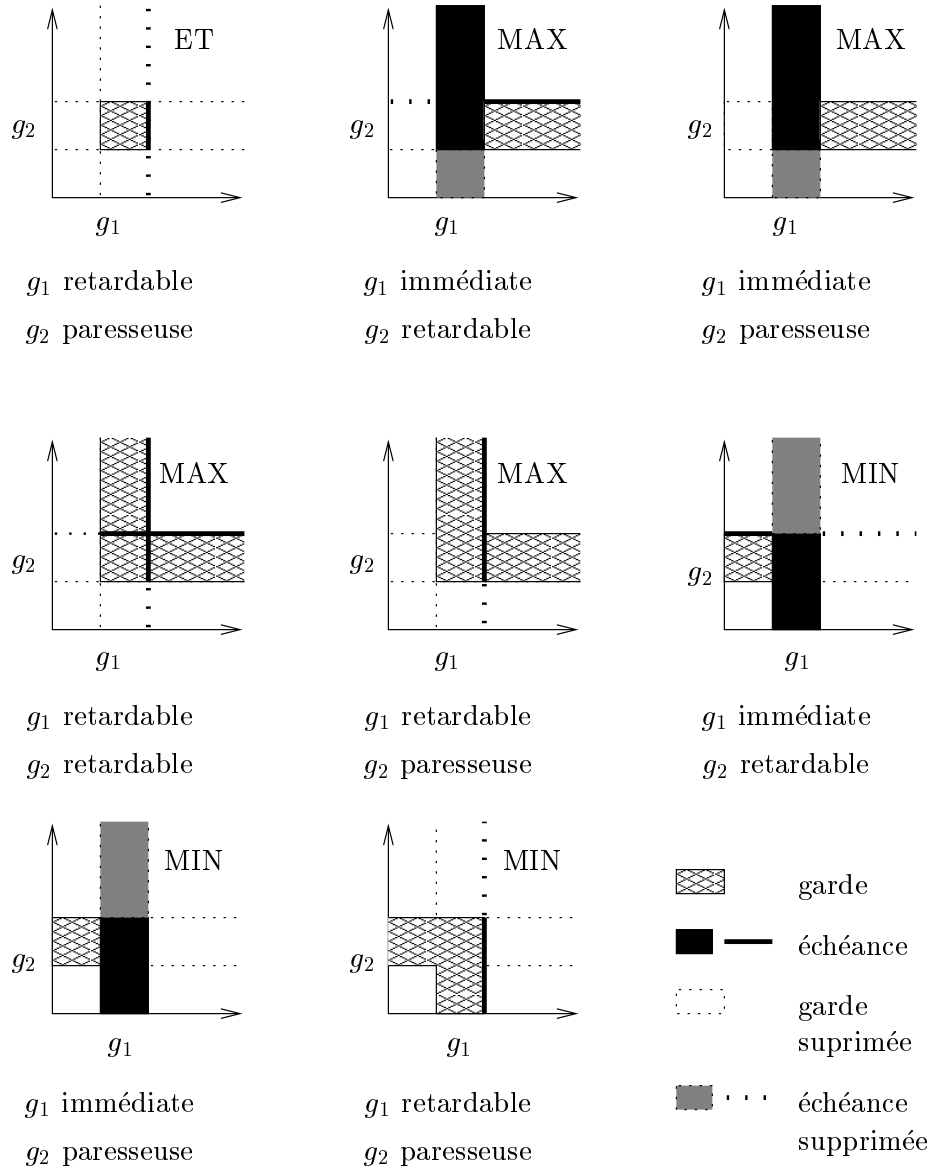 ET
g₂
g₁
g₁ retardable
g₂ paresseuse
MAX
g₂
g₁
g₁ immédiate
g₂ retardable
MAX
g₂
g₁
g₁ immédiate
g₂ paresseuse
MAX
g₂
g₁
g₁ retardable
g₂ retardable
MAX
g₂
g₁
g₁ retardable
g₂ paresseuse
MIN
g₂
g₁
g₁ immédiate
g₂ retardable
MIN
g₂
g₁
g₁ immédiate
g₂ paresseuse
MIN
g₂
g₁
g₁ retardable
g₂ paresseuse
garde
échéance
garde
suprimée
échéance
supprimée